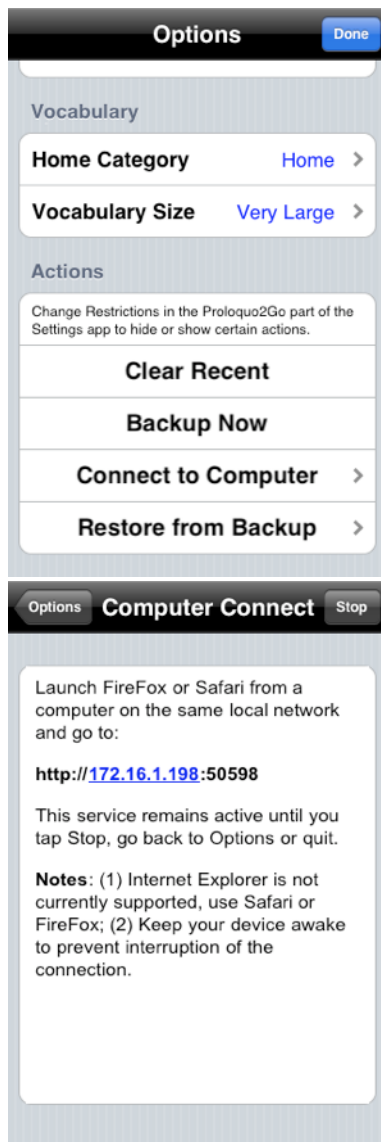 Options Done
Vocabulary
Home Category Home >
Vocabulary Size Very Large >
Actions
Change Restrictions in the Proloquo2Go part of the
Settings app to hide or show certain actions.
Clear Recent
Backup Now
Connect to Computer >
Restore from Backup >
Options Computer Connect Stop
Launch FireFox or Safari from a
computer on the same local network
and go to:
http://172.16.1.198:50598
This service remains active until you
tap Stop, go back to Options or quit.
Notes: (1) Internet Explorer is not
currently supported, use Safari or
FireFox; (2) Keep your device awake
to prevent interruption of the
connection.